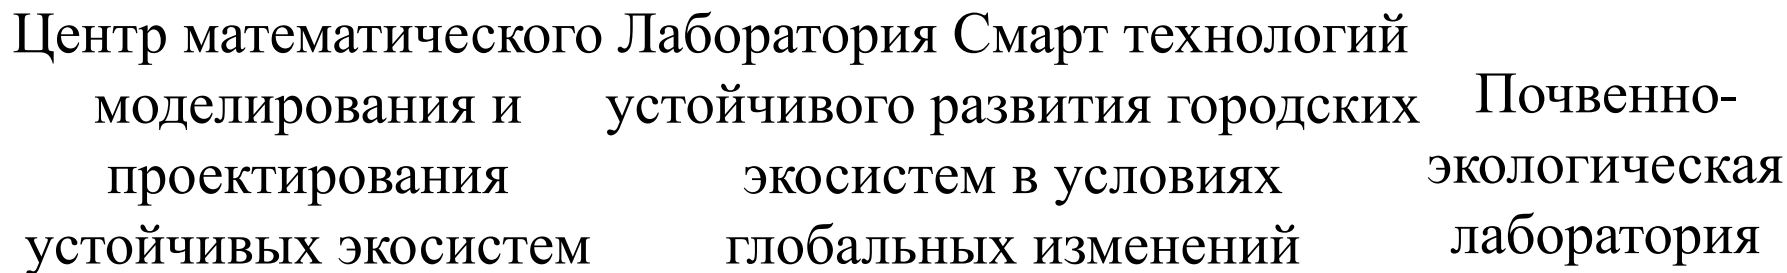 Центр математического
моделирования и
проектирования
устойчивых экосистем
Лаборатория Смарт технологий
устойчивого развития городских
экосистем в условиях
глобальных изменений
Почвенно-
экологическая
лаборатория